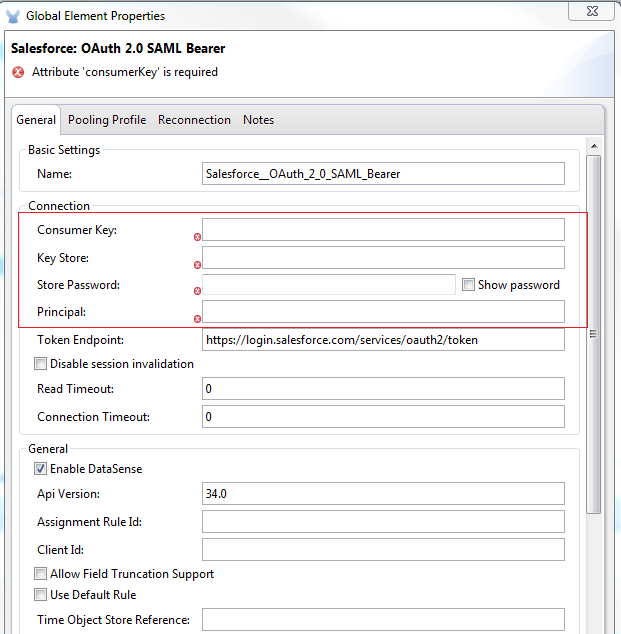 Global Element Properties
Salesforce: OAuth 2.0 SAML Bearer
Attribute 'consumerKey' is required
General Pooling Profile Reconnection Notes
Basic Settings
Name: Salesforce__OAuth_2_0_SAML_Bearer
Connection
Consumer Key:
Key Store:
Store Password: Show password
Principal:
Token Endpoint: https://login.salesforce.com/services/oauth2/token
Disable session invalidation
Read Timeout: 0
Connection Timeout: 0
General
Enable DataSense
Api Version: 34.0
Assignment Rule Id:
Client Id:
Allow Field Truncation Support
Use Default Rule
Time Object Store Reference: